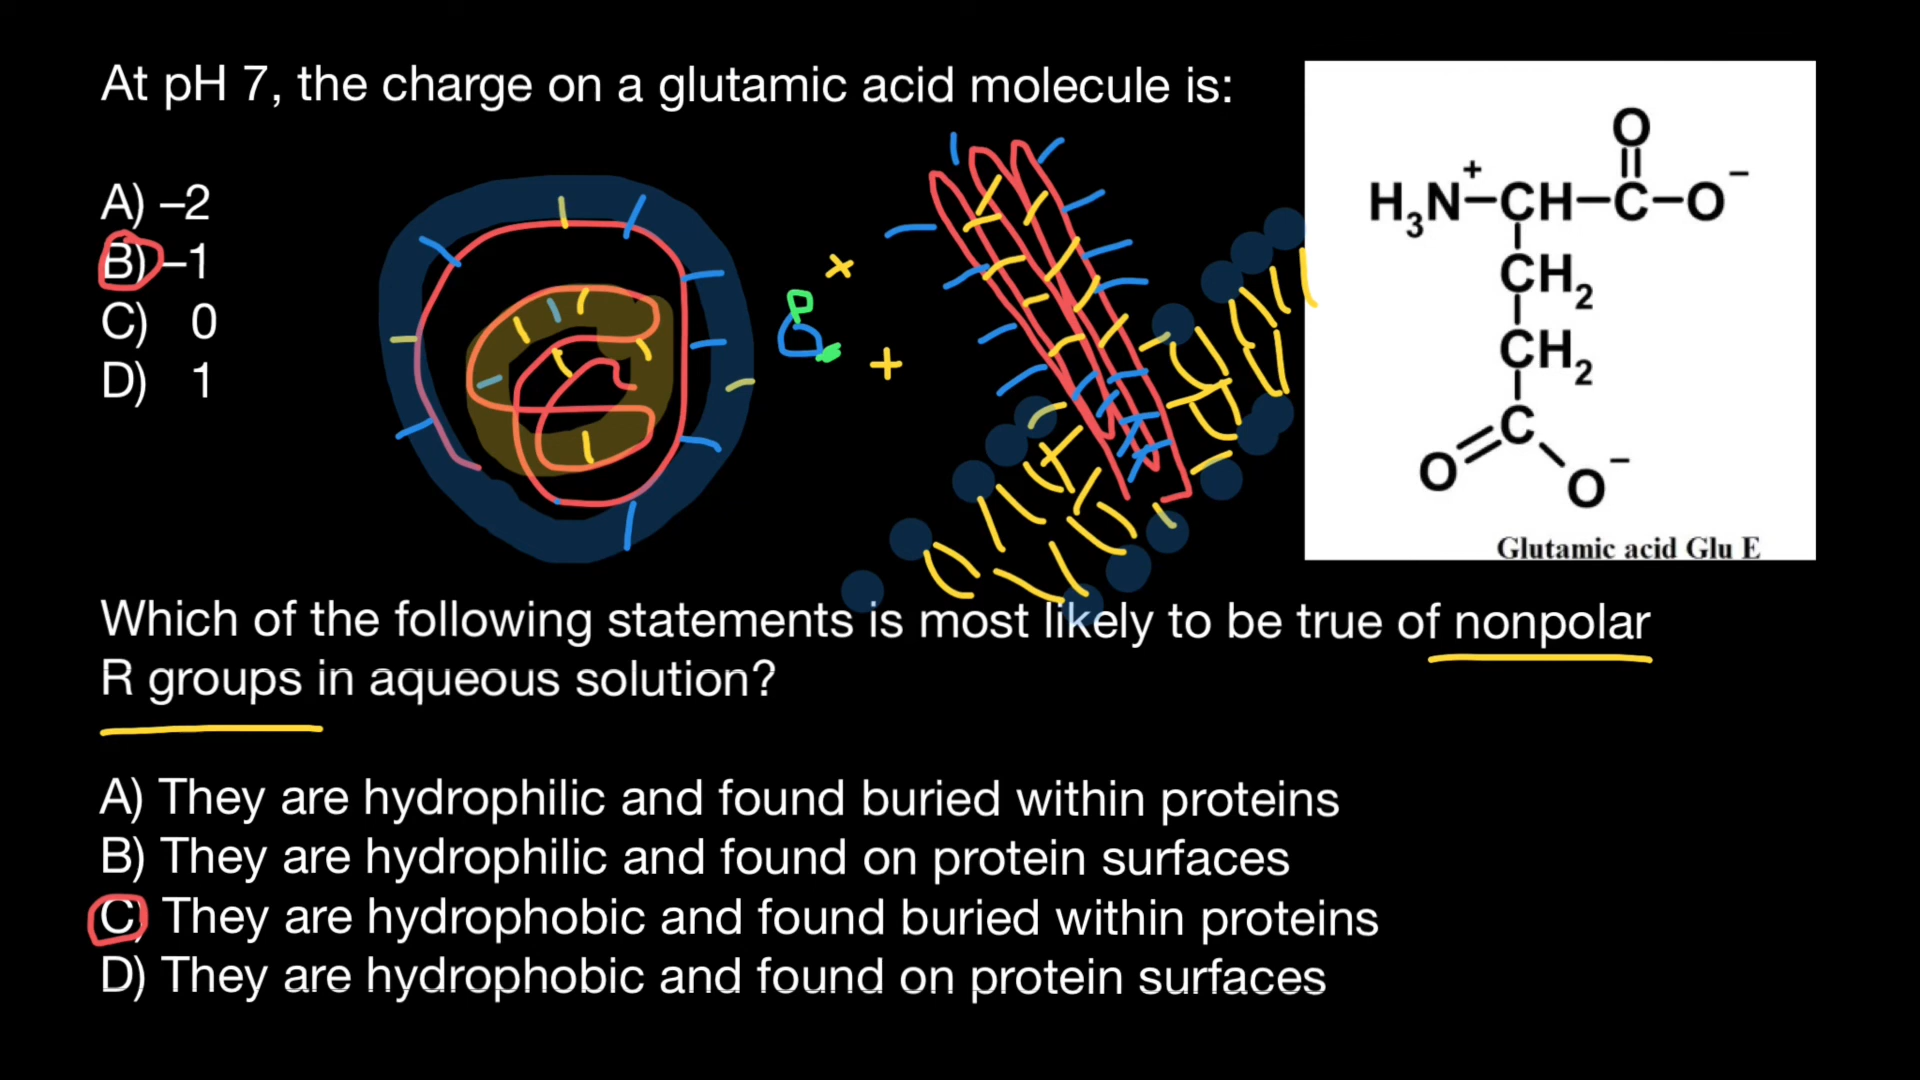 At pH 7, the charge on a glutamic acid molecule is:
A) –2
B) –1
C) 0
D) 1
O
H3N+–CH–C–O–
CH2
CH2
C
O O–
Glutamic acid Glu E
Which of the following statements is most likely to be true of nonpolar
R groups in aqueous solution?
A) They are hydrophilic and found buried within proteins
B) They are hydrophilic and found on protein surfaces
C) They are hydrophobic and found buried within proteins
D) They are hydrophobic and found on protein surfaces